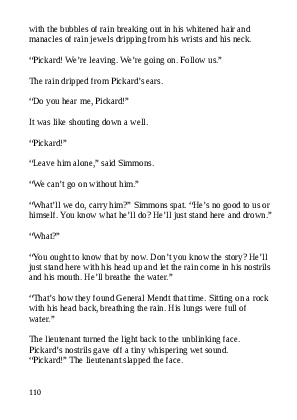 with the bubbles of rain breaking out in his whitened hair and
manacles of rain jewels dripping from his wrists and his neck.
“Pickard! We’re leaving. We’re going on. Follow us.”
The rain dripped from Pickard’s ears.
“Do you hear me, Pickard!”
It was like shouting down a well.
“Pickard!”
“Leave him alone,” said Simmons.
“We can’t go on without him.”
“What’ll we do, carry him?” Simmons spat. “He’s no good to us or
himself. You know what he’ll do? He’ll just stand here and drown.”
“What?”
“You ought to know that by now. Don’t you know the story? He’ll
just stand here with his head up and let the rain come in his nostrils
and his mouth. He’ll breathe the water.”
“That’s how they found General Mendt that time. Sitting on a rock
with his head back, breathing the rain. His lungs were full of
water.”
The lieutenant turned the light back to the unblinking face.
Pickard’s nostrils gave off a tiny whispering wet sound.
“Pickard!” The lieutenant slapped the face.
110